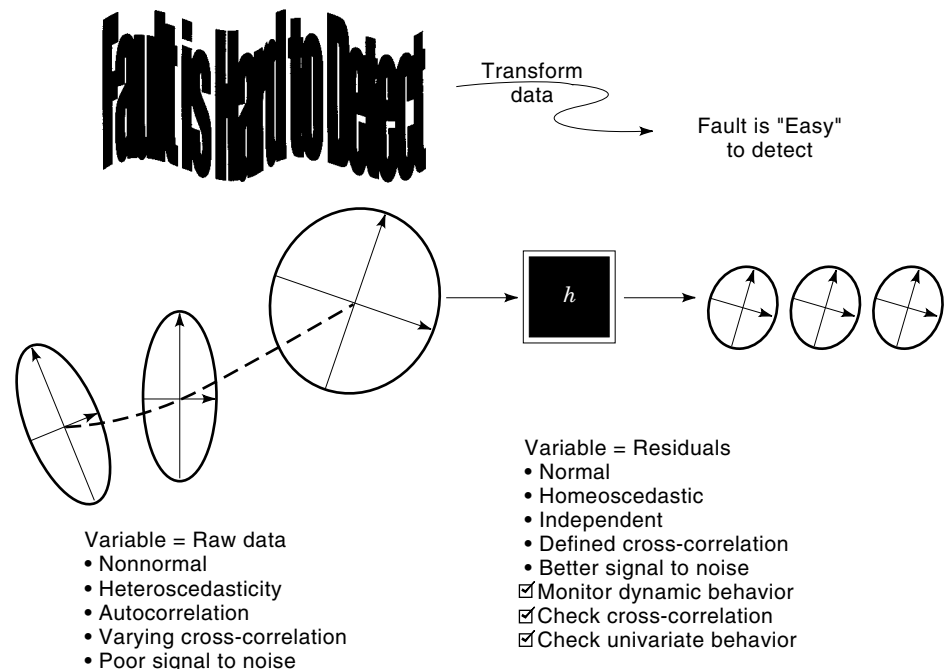 Fault is Hard to Detect
Transform
data
Fault is "Easy"
to detect
h
Variable = Raw data
• Nonnormal
• Heteroscedasticity
• Autocorrelation
• Varying cross-correlation
• Poor signal to noise
Variable = Residuals
• Normal
• Homeoscedastic
• Independent
• Defined cross-correlation
• Better signal to noise
☑ Monitor dynamic behavior
☑ Check cross-correlation
☑ Check univariate behavior